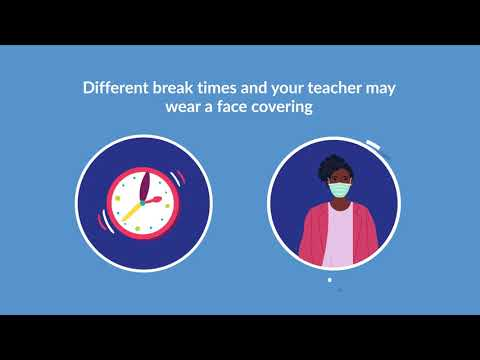 Different break times and your teacher may
wear a face covering